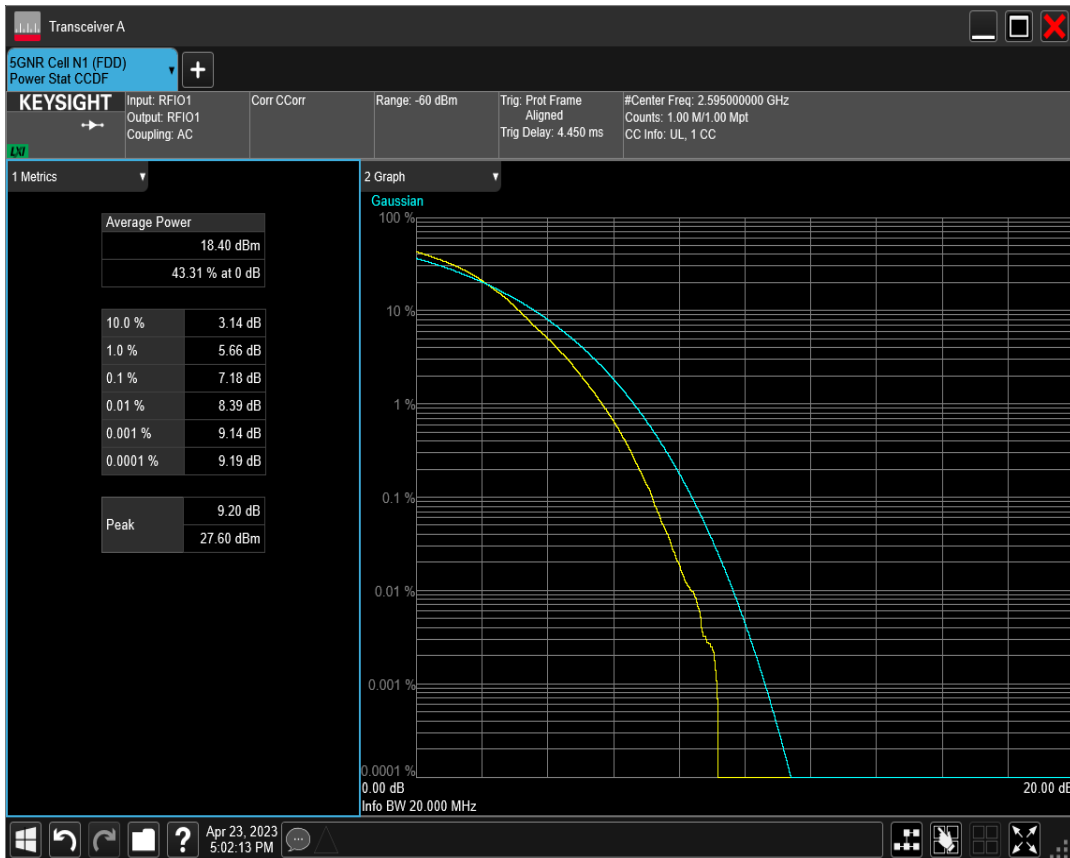 Transceiver A
5GNR Cell N1 (FDD)
Power Stat CCDF
+
KEYSIGHT
LXI
Input: RFIO1
Output: RFIO1
Coupling: AC
Corr CCorr
Range: -60 dBm
Trig: Prot Frame
Aligned
Trig Delay: 4.450 ms
#Center Freq: 2.595000000 GHz
Counts: 1.00 M/1.00 Mpt
CC Info: UL, 1 CC
1 Metrics
Average Power
18.40 dBm
43.31 % at 0 dB
10.0 % 3.14 dB
1.0 % 5.66 dB
0.1 % 7.18 dB
0.01 % 8.39 dB
0.001 % 9.14 dB
0.0001 % 9.19 dB
Peak 9.20 dB
27.60 dBm
2 Graph
Gaussian
100 %
10 %
1 %
0.1 %
0.01 %
0.001 %
0.0001 %
0.00 dB 20.00 dB
Info BW 20.000 MHz
?
Apr 23, 2023
5:02:13 PM